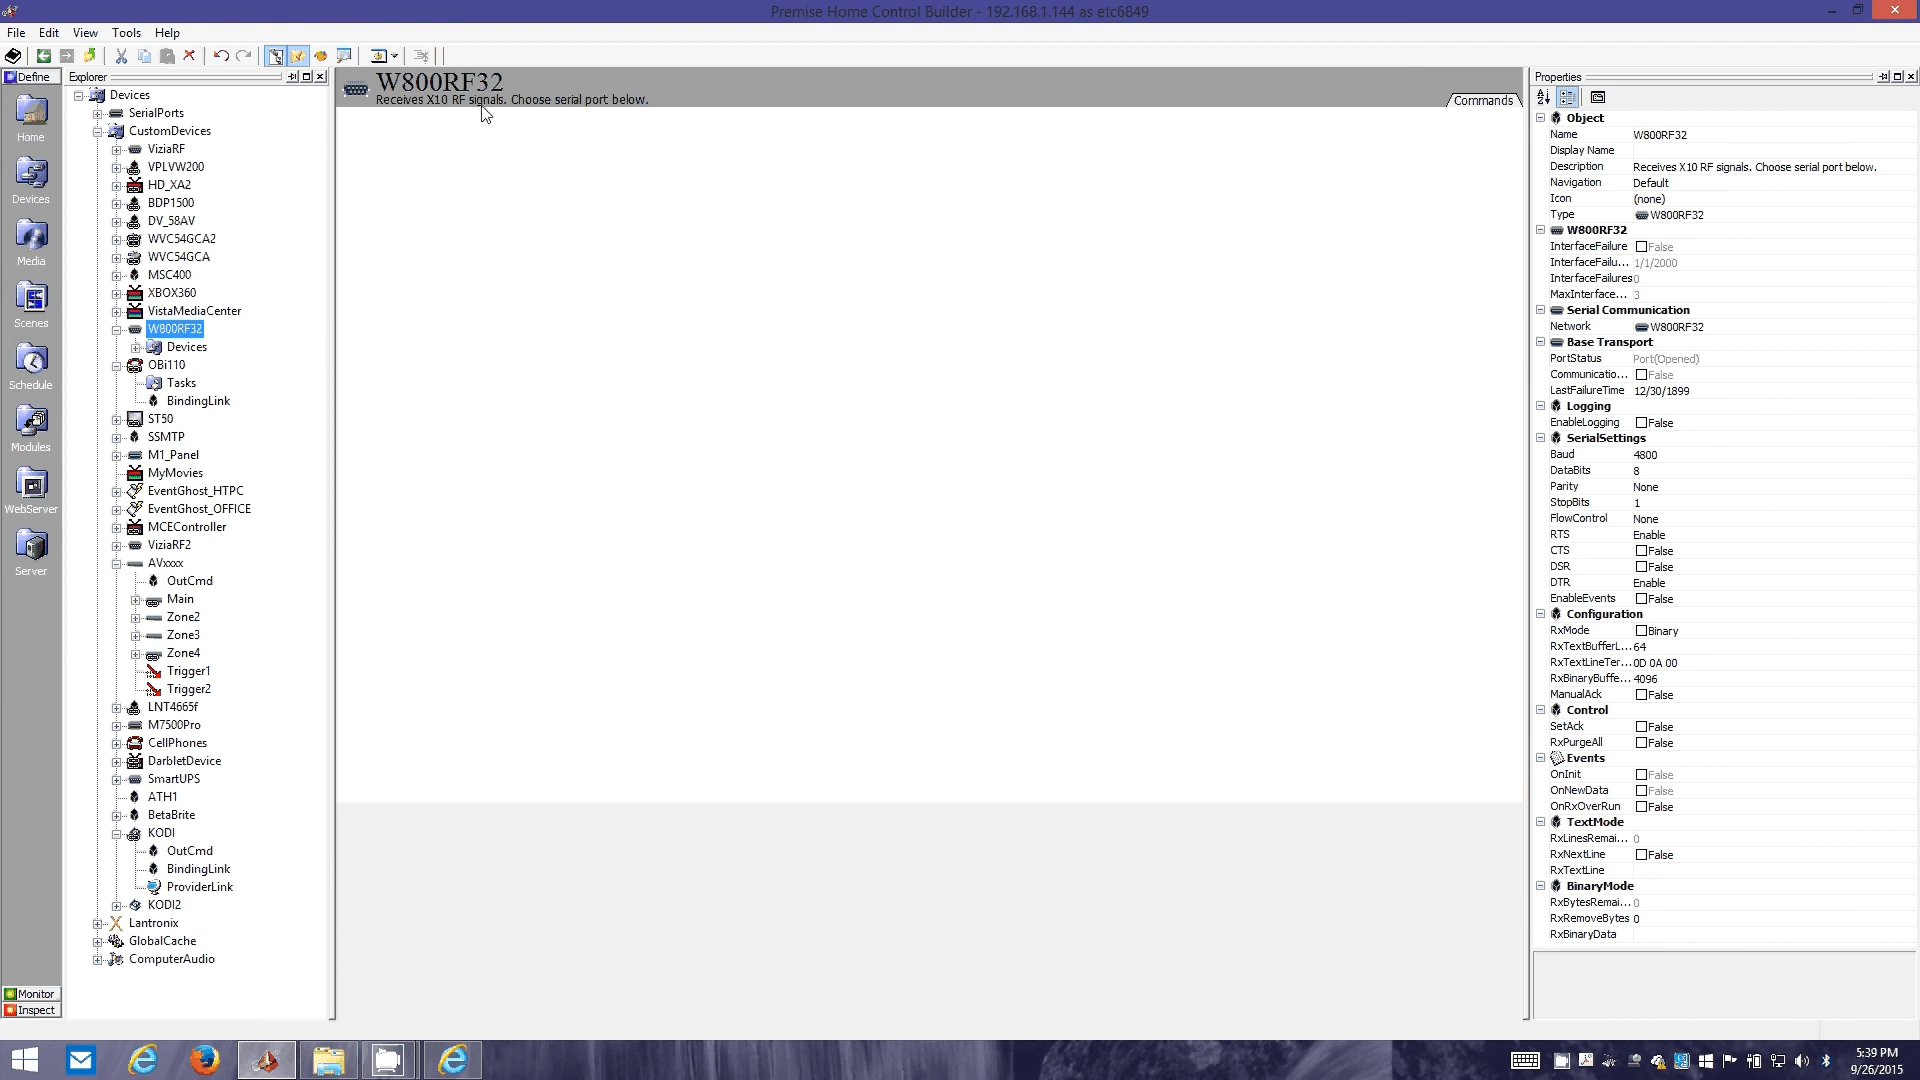 Premise Home Control Builder - 192.168.1.144 as etc6849
File Edit View Tools Help
Define
Home
Devices
Media
Scenes
Schedule
Modules
WebServer
Server
Monitor
Inspect
Explorer
Devices
SerialPorts
CustomDevices
ViziaRF
VPLVW200
HD_XA2
BDP1500
DV_58AV
WVC54GCA2
WVC54GCA
MSC400
XBOX360
VistaMediaCenter
W800RF32
Devices
OBi110
Tasks
BindingLink
ST50
SSMTP
M1_Panel
MyMovies
EventGhost_HTPC
EventGhost_OFFICE
MCEController
ViziaRF2
AVxxxx
OutCmd
Main
Zone2
Zone3
Zone4
Trigger1
Trigger2
LNT4665f
M7500Pro
CellPhones
DarbletDevice
SmartUPS
ATH1
BetaBrite
KODI
OutCmd
BindingLink
ProviderLink
KODI2
Lantronix
GlobalCache
ComputerAudio
W800RF32
Receives X10 RF signals. Choose serial port below.
Commands
Properties
Object
Name W800RF32
Display Name
Description Receives X10 RF signals. Choose serial port below.
Navigation Default
Icon (none)
Type W800RF32
W800RF32
InterfaceFailure False
InterfaceFailu... 1/1/2000
InterfaceFailures 0
MaxInterface... 3
Serial Communication
Network W800RF32
Base Transport
PortStatus Port(Opened)
Communicatio... False
LastFailureTime 12/30/1899
Logging
EnableLogging False
SerialSettings
Baud 4800
DataBits 8
Parity None
StopBits 1
FlowControl None
RTS Enable
CTS False
DSR False
DTR Enable
EnableEvents False
Configuration
RxMode Binary
RxTextBufferL... 64
RxTextLineTer... 0D 0A 00
RxBinaryBuffe... 4096
ManualAck False
Control
SetAck False
RxPurgeAll False
Events
OnInit False
OnNewData False
OnRxOverRun False
TextMode
RxLinesRemai... 0
RxNextLine False
RxTextLine
BinaryMode
RxBytesRemai... 0
RxRemoveBytes 0
RxBinaryData
5:39 PM
9/26/2015